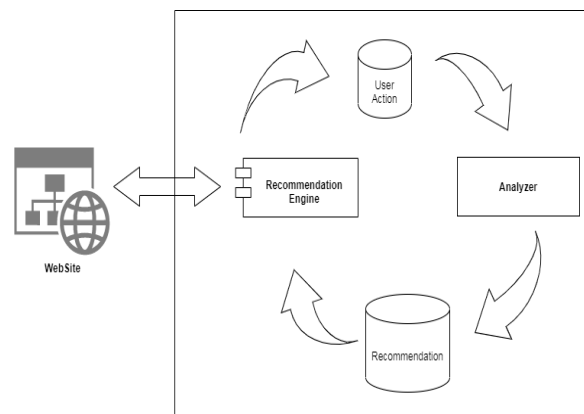 User
Action
Recommendation
Engine
Analyzer
WebSite
Recommendation